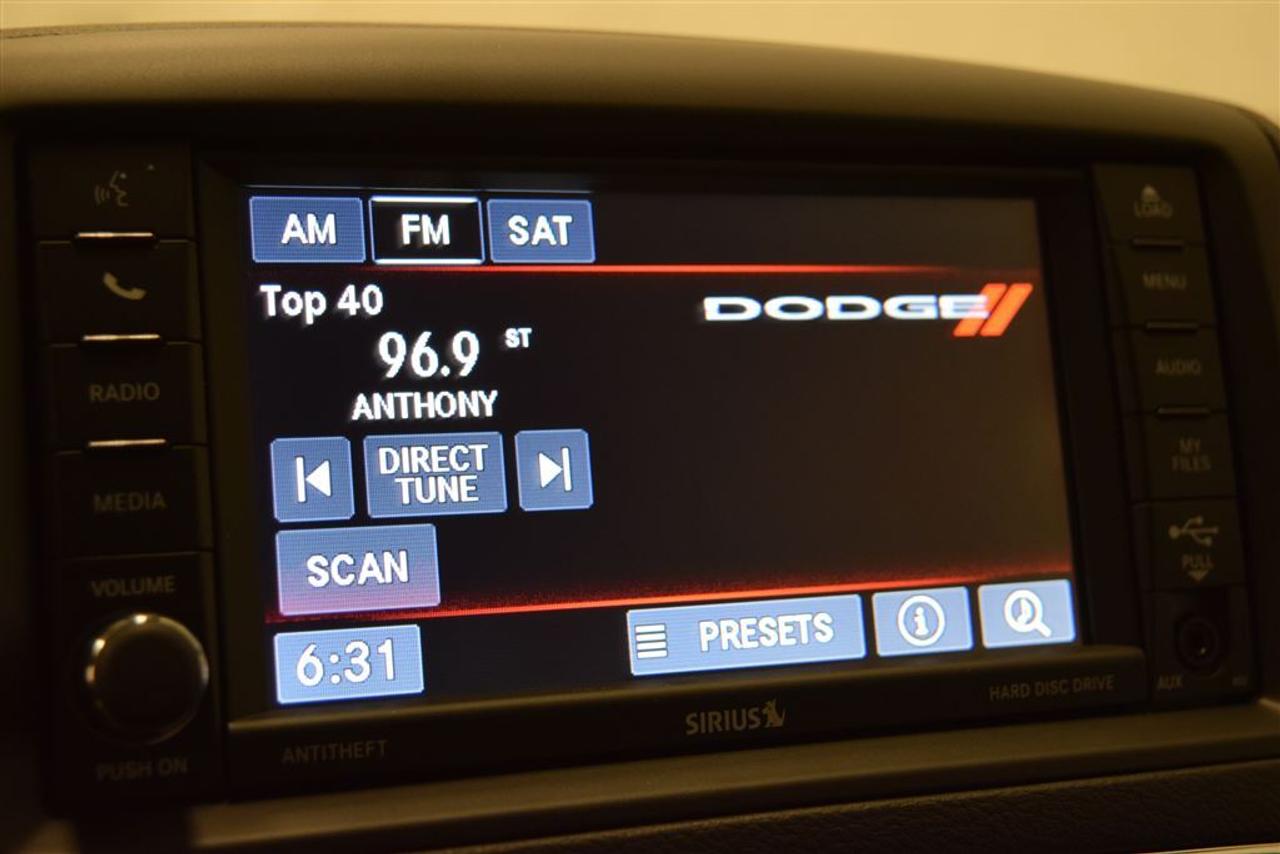 AM FM SAT
Top 40
DODGE
96.9 ST
ANTHONY
DIRECT
TUNE
SCAN
6:31
PRESETS
i
RADIO
MEDIA
VOLUME
PUSH ON
LOAD
MENU
AUDIO
MY
FILES
PULL
AUX
ANTITHEFT
SIRIUS
HARD DISC DRIVE